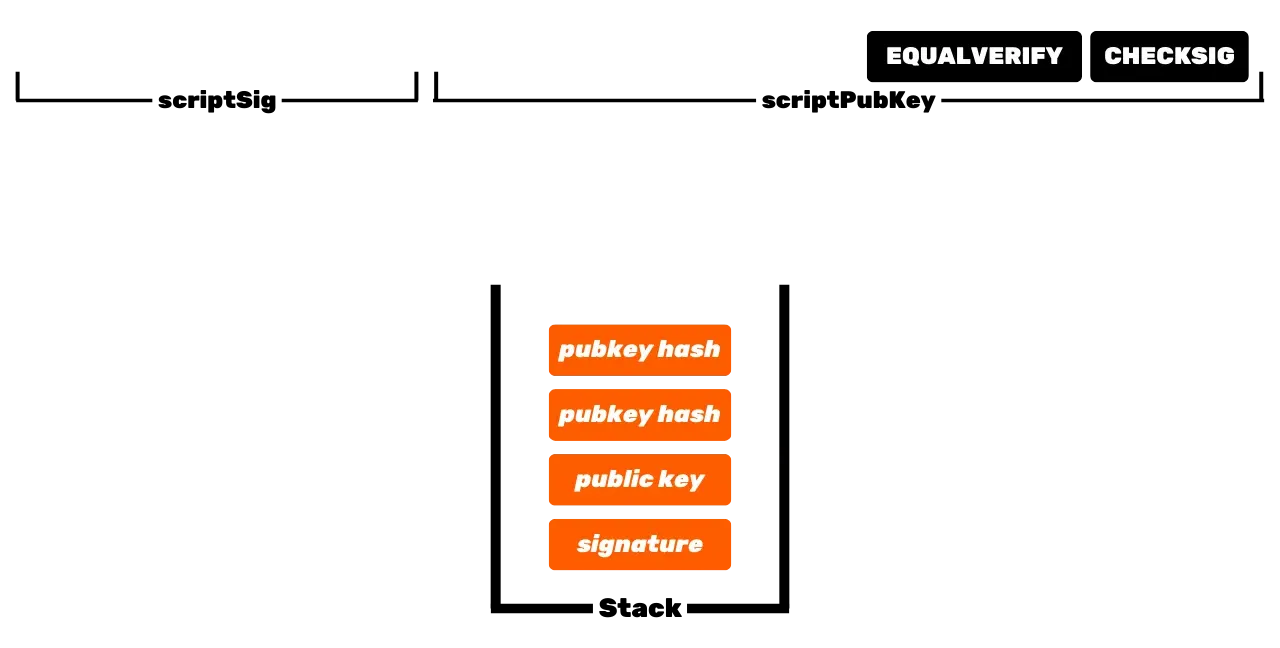 EQUALVERIFY CHECKSIG
scriptSig scriptPubKey
pubkey hash
pubkey hash
public key
signature
Stack